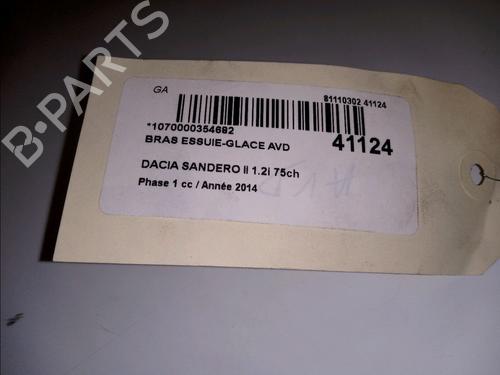 B-PARTS
GA
81110302 41124
*1070000354682
BRAS ESSUIE-GLACE AVD
41124
DACIA SANDERO II 1.2i 75ch
Phase 1 cc / Année 2014